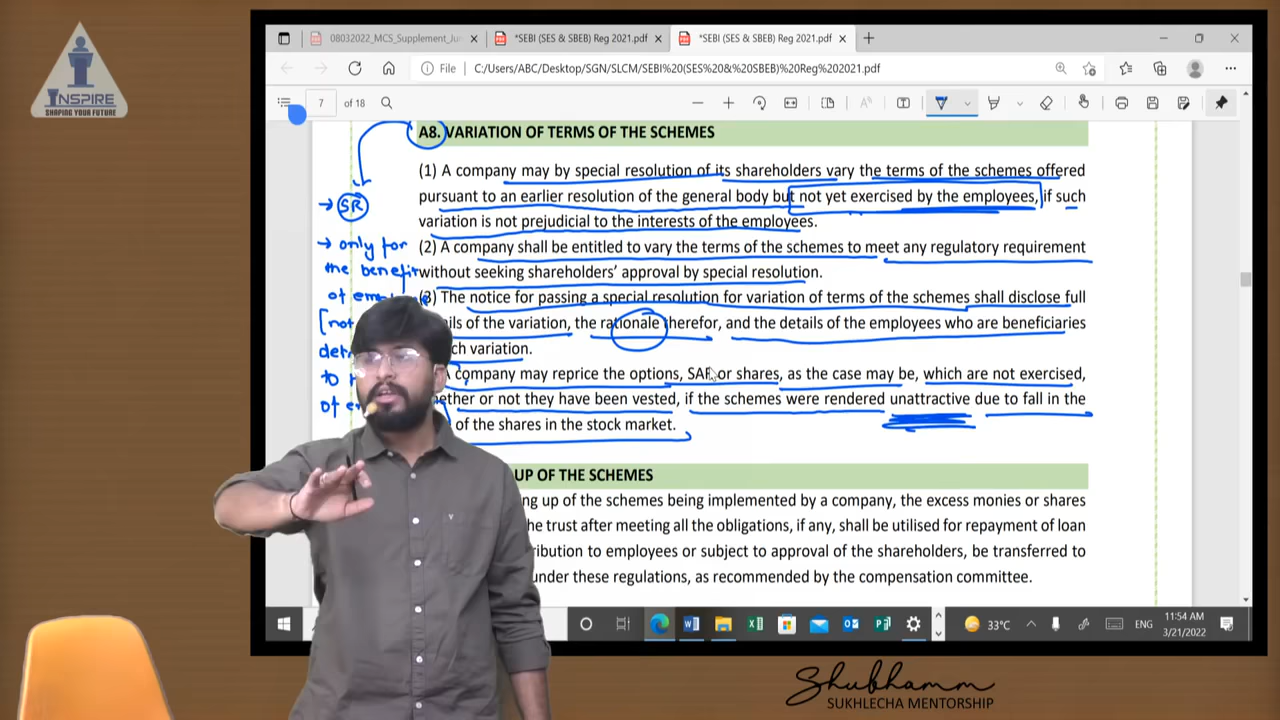 INSPIRE
SHAPING YOUR FUTURE
08032022_MCS_Supplement_Jun
*SEBI (SES & SBEB) Reg 2021.pdf
*SEBI (SES & SBEB) Reg 2021.pdf
File C:/Users/ABC/Desktop/SGN/SLCM/SEBI%20(SES%20&%20SBEB)%20Reg%202021.pdf
7 of 18
A8. VARIATION OF TERMS OF THE SCHEMES
(1) A company may by special resolution of its shareholders vary the terms of the schemes offered
pursuant to an earlier resolution of the general body but not yet exercised by the employees, if such
variation is not prejudicial to the interests of the employees.
(2) A company shall be entitled to vary the terms of the schemes to meet any regulatory requirement
without seeking shareholders' approval by special resolution.
(3) The notice for passing a special resolution for variation of terms of the schemes shall disclose full
of the variation, the rationale therefor, and the details of the employees who are beneficiaries
variation.
company may reprice the options, SAR or shares, as the case may be, which are not exercised,
or not they have been vested, if the schemes were rendered unattractive due to fall in the
of the shares in the stock market.
→ SR
→ only for
the benefit
of
[not
to
of
UP OF THE SCHEMES
up of the schemes being implemented by a company, the excess monies or shares
trust after meeting all the obligations, if any, shall be utilised for repayment of loan
to employees or subject to approval of the shareholders, be transferred to
under these regulations, as recommended by the compensation committee.
33°C ENG 11:54 AM
3/21/2022
Shubhamm
SUKHLECHA MENTORSHIP